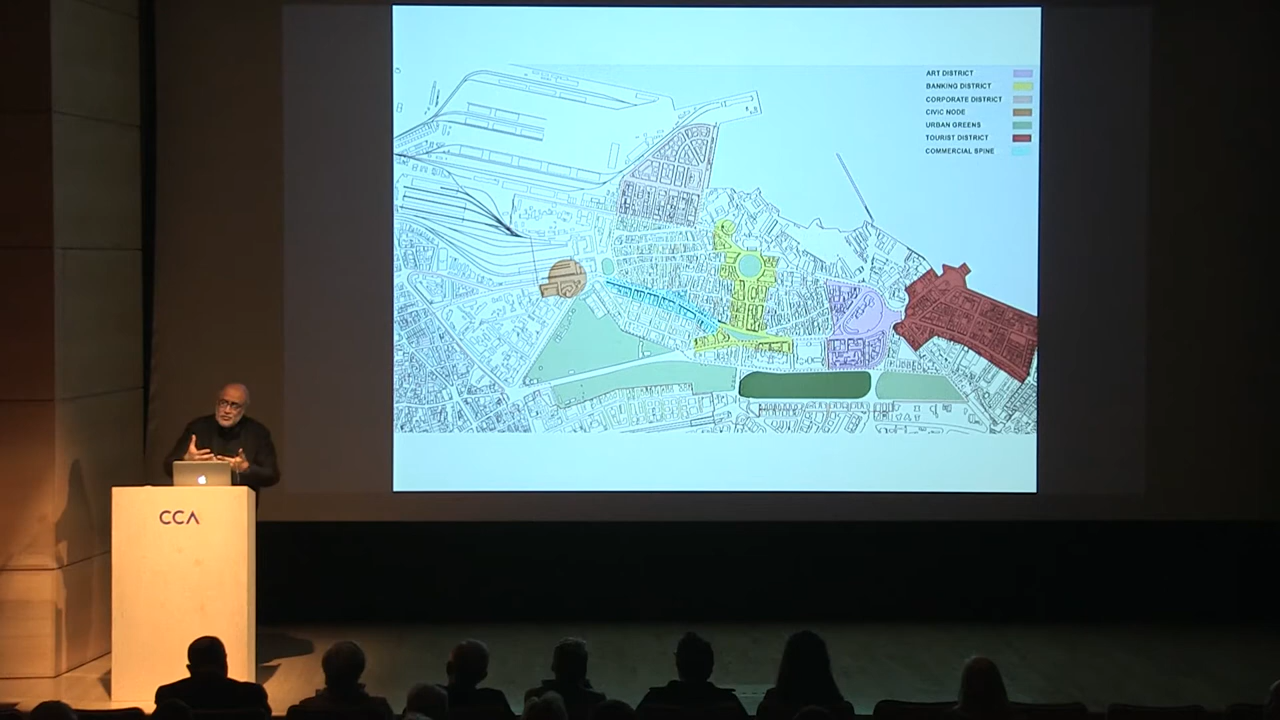 ART DISTRICT
BANKING DISTRICT
CORPORATE DISTRICT
CIVIC NODE
URBAN GREENS
TOURIST DISTRICT
COMMERCIAL SPINE
CCA